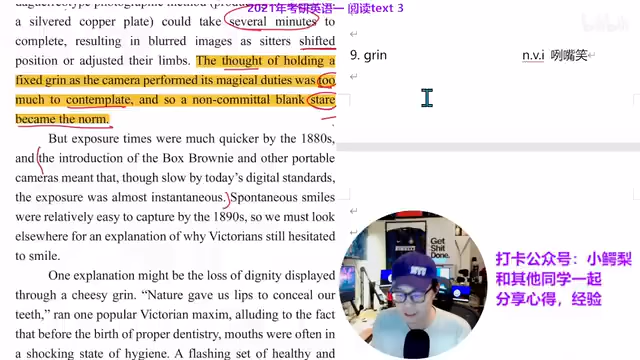 2021年考研英语一 阅读text 3
a silvered copper plate) could take several minutes to
complete, resulting in blurred images as sitters shifted
position or adjusted their limbs. The thought of holding a
fixed grin as the camera performed its magical duties was too
much to contemplate, and so a non-committal blank stare
became the norm.
But exposure times were much quicker by the 1880s,
and the introduction of the Box Brownie and other portable
cameras meant that, though slow by today's digital standards,
the exposure was almost instantaneous. Spontaneous smiles
were relatively easy to capture by the 1890s, so we must look
elsewhere for an explanation of why Victorians still hesitated
to smile.
One explanation might be the loss of dignity displayed
through a cheesy grin. “Nature gave us lips to conceal our
teeth,” ran one popular Victorian maxim, alluding to the fact
that before the birth of proper dentistry, mouths were often in
a shocking state of hygiene. A flashing set of healthy and
9. grin n.v.i 咧嘴笑
Get
Shit
Done.
打卡公众号：小鳄梨
和其他同学一起
分享心得，经验
bilibili